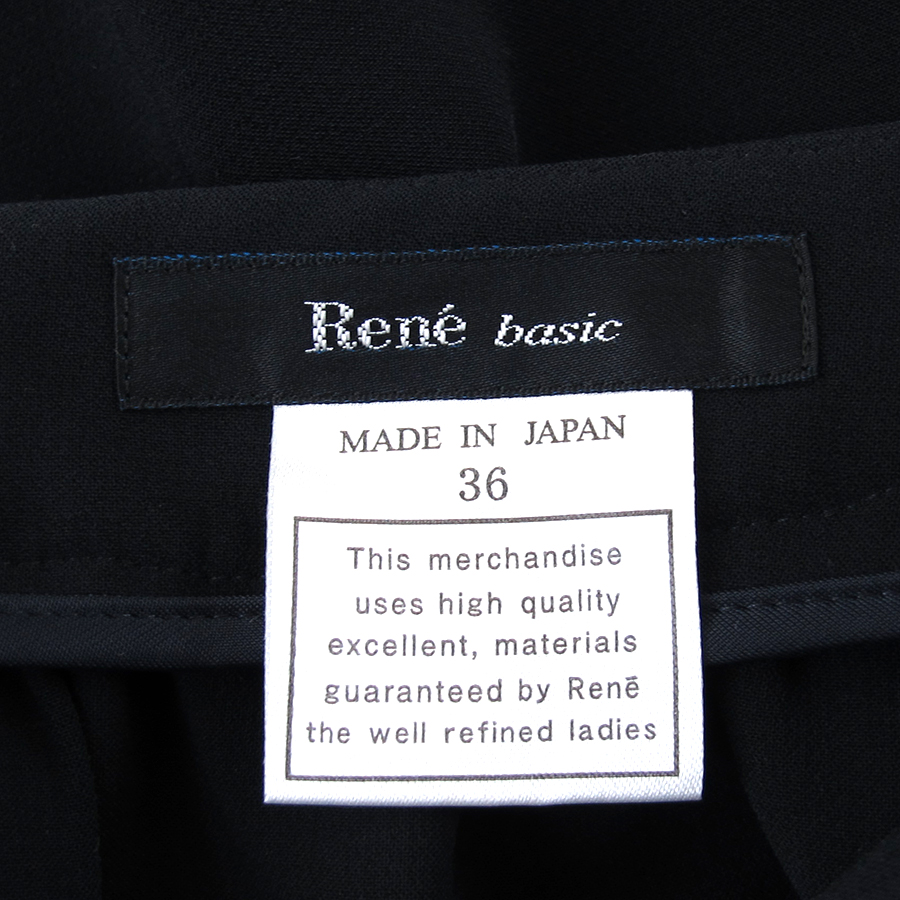 René basic
MADE IN JAPAN
36
This merchandise
uses high quality
excellent, materials
guaranteed by Renē
the well refined ladies